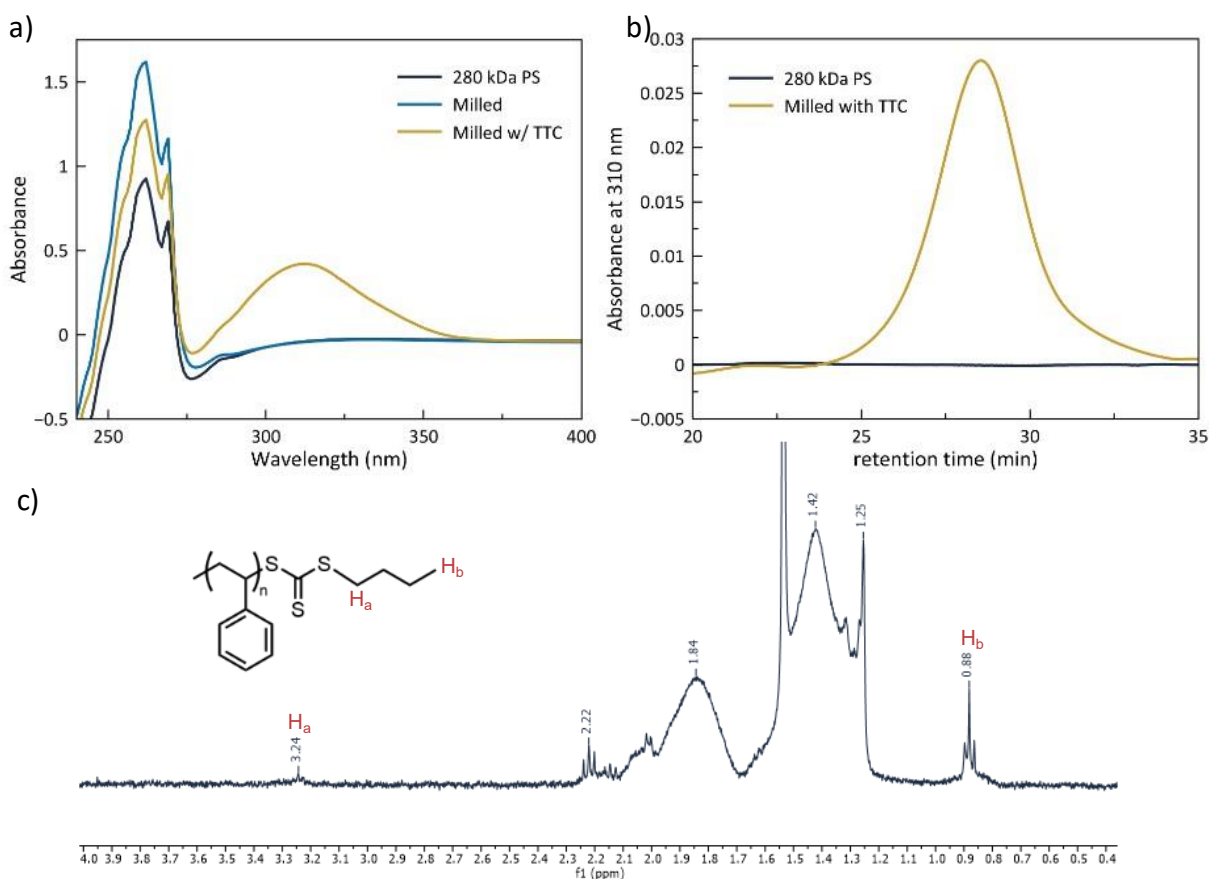 a)
1.5
1
0.5
0
−0.5
Absorbance
280 kDa PS
Milled
Milled w/ TTC
250
300
350
400
Wavelength (nm)
b)
0.03
0.025
0.02
0.015
0.01
0.005
0
−0.005
Absorbance at 310 nm
280 kDa PS
Milled with TTC
20
25
30
35
retention time (min)
c)
n
S
S
S
Hb
Ha
Ha
3.24
2.22
1.84
1.42
1.25
Hb
0.88
4.0 3.9 3.8 3.7 3.6 3.5 3.4 3.3 3.2 3.1 3.0 2.9 2.8 2.7 2.6 2.5 2.4 2.3 2.2 2.1 2.0 1.9 1.8 1.7 1.6 1.5 1.4 1.3 1.2 1.1 1.0 0.9 0.8 0.7 0.6 0.5 0.4
f1 (ppm)